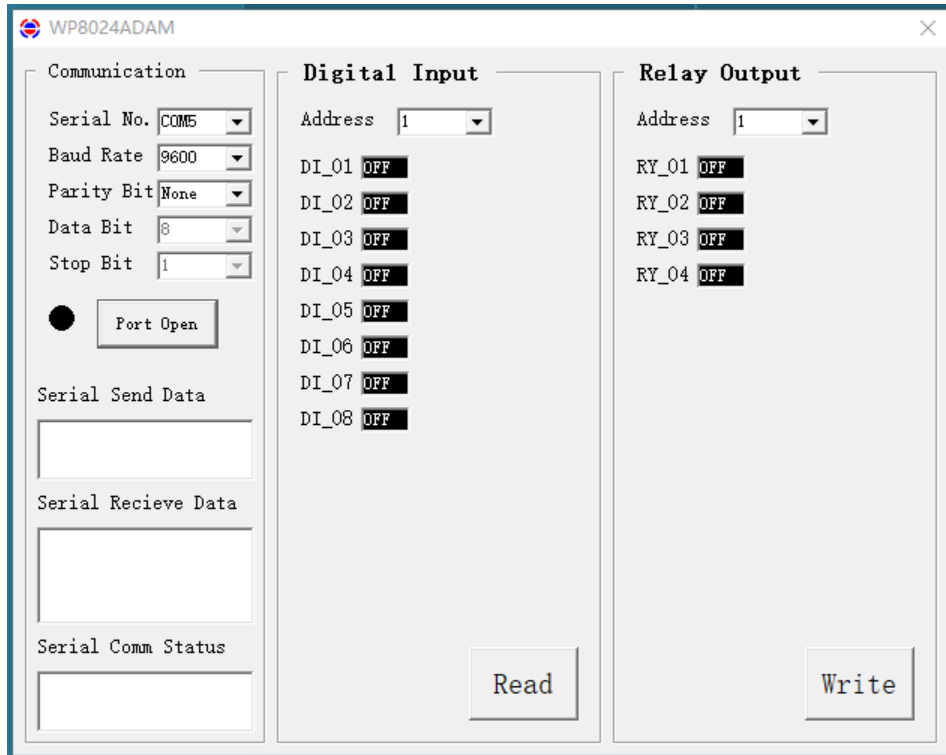 WP8024ADAM
Communication
Serial No. COM5
Baud Rate 9600
Parity Bit None
Data Bit 8
Stop Bit 1
Port Open
Serial Send Data
Serial Recieve Data
Serial Comm Status
Digital Input
Address 1
DI_01 OFF
DI_02 OFF
DI_03 OFF
DI_04 OFF
DI_05 OFF
DI_06 OFF
DI_07 OFF
DI_08 OFF
Read
Relay Output
Address 1
RY_01 OFF
RY_02 OFF
RY_03 OFF
RY_04 OFF
Write